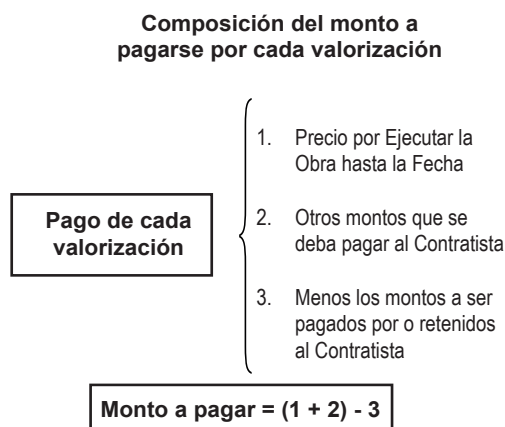 Composición del monto a
pagarse por cada valorización
Pago de cada
valorización
1. Precio por Ejecutar la
Obra hasta la Fecha
2. Otros montos que se
deba pagar al Contratista
3. Menos los montos a ser
pagados por o retenidos
al Contratista
Monto a pagar = (1 + 2) - 3